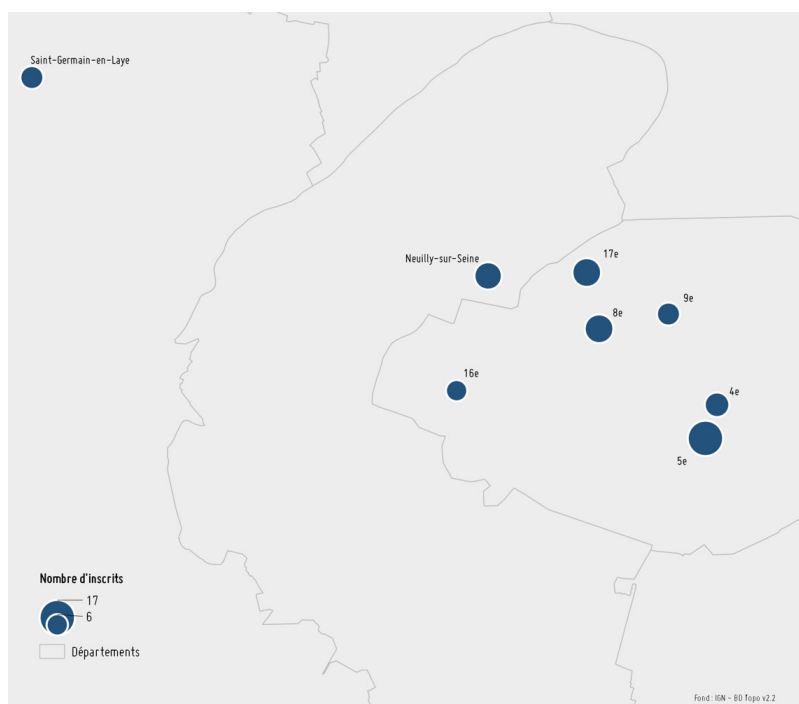 Saint-Germain-en-Laye
Neuilly-sur-Seine
17e
9e
8e
16e
4e
5e
Nombre d'inscrits
17
6
Départements
Fond : IGN - BD Topo v2.2